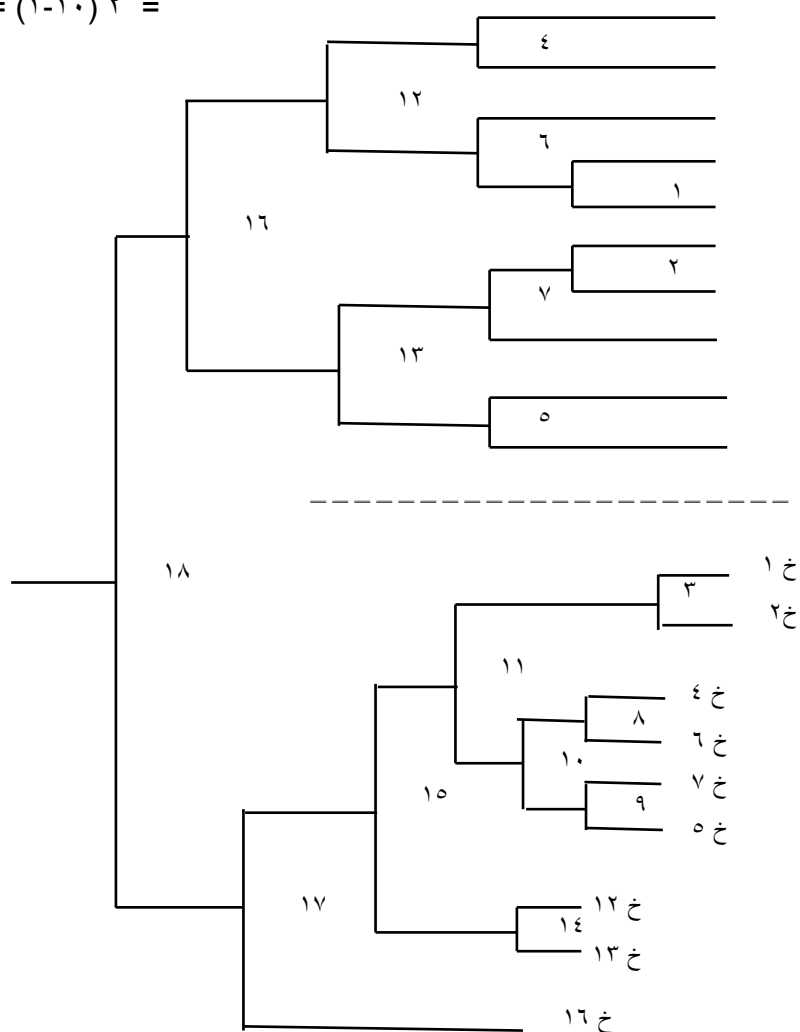 = (١-١٠) ٢ =
٤
١٢
٦
١
١٦
٢
٧
١٣
٥
١٨
خ ١
٣
خ٢
١١
خ ٤
٨
خ ٦
١٠
خ ٧
١٥
٩
خ ٥
١٧
خ ١٢
١٤
خ ١٣
خ ١٦